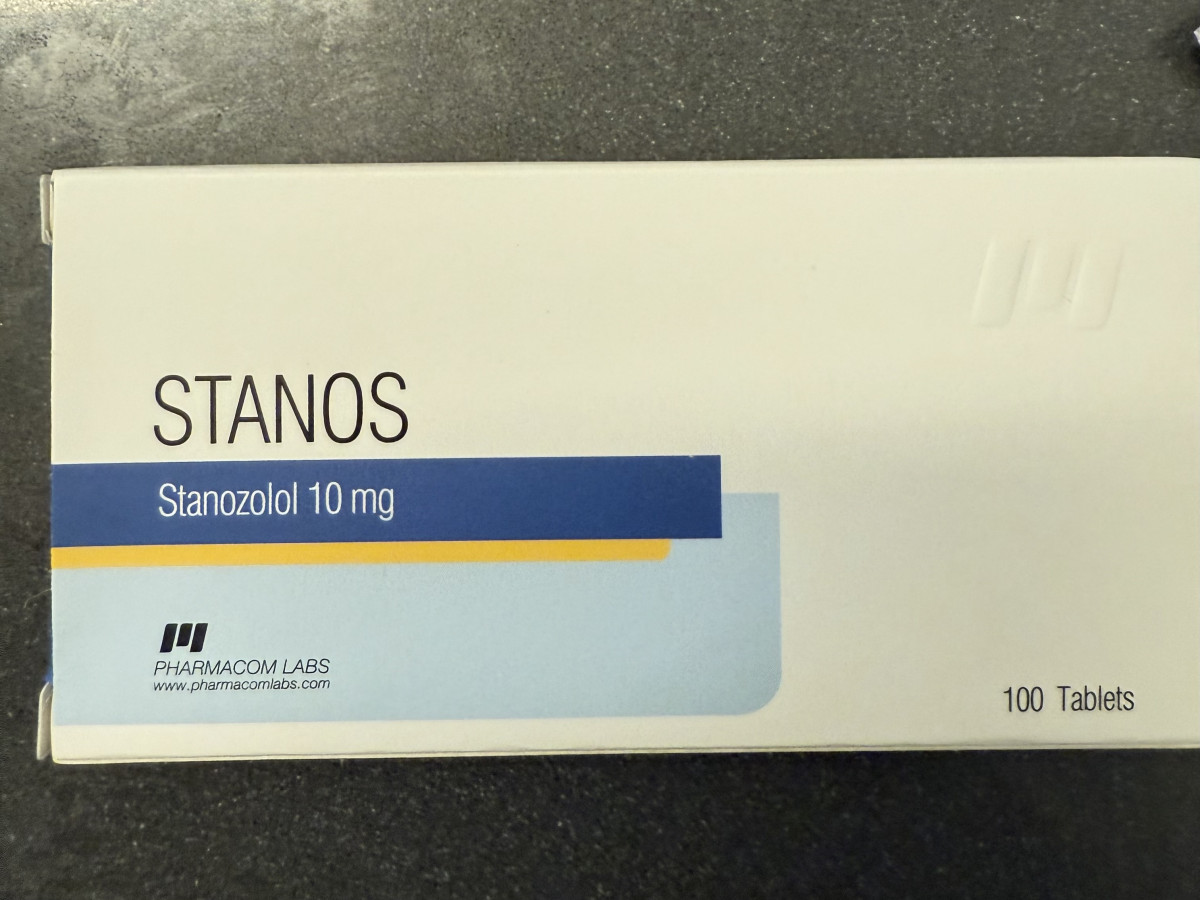 STANOS
Stanozolol 10 mg
PHARMACOM LABS
www.pharmacomlabs.com
100 Tablets